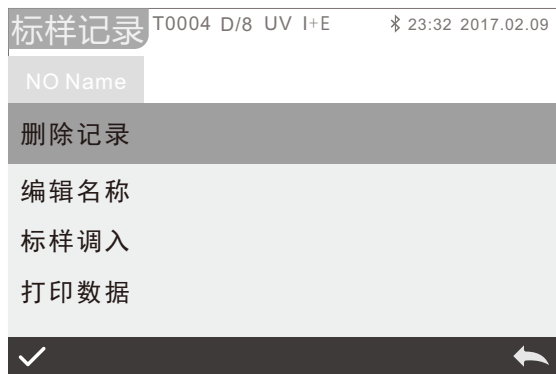 标样记录 T0004 D/8 UV I+E 23:32 2017.02.09
NO Name
删除记录
编辑名称
标样调入
打印数据